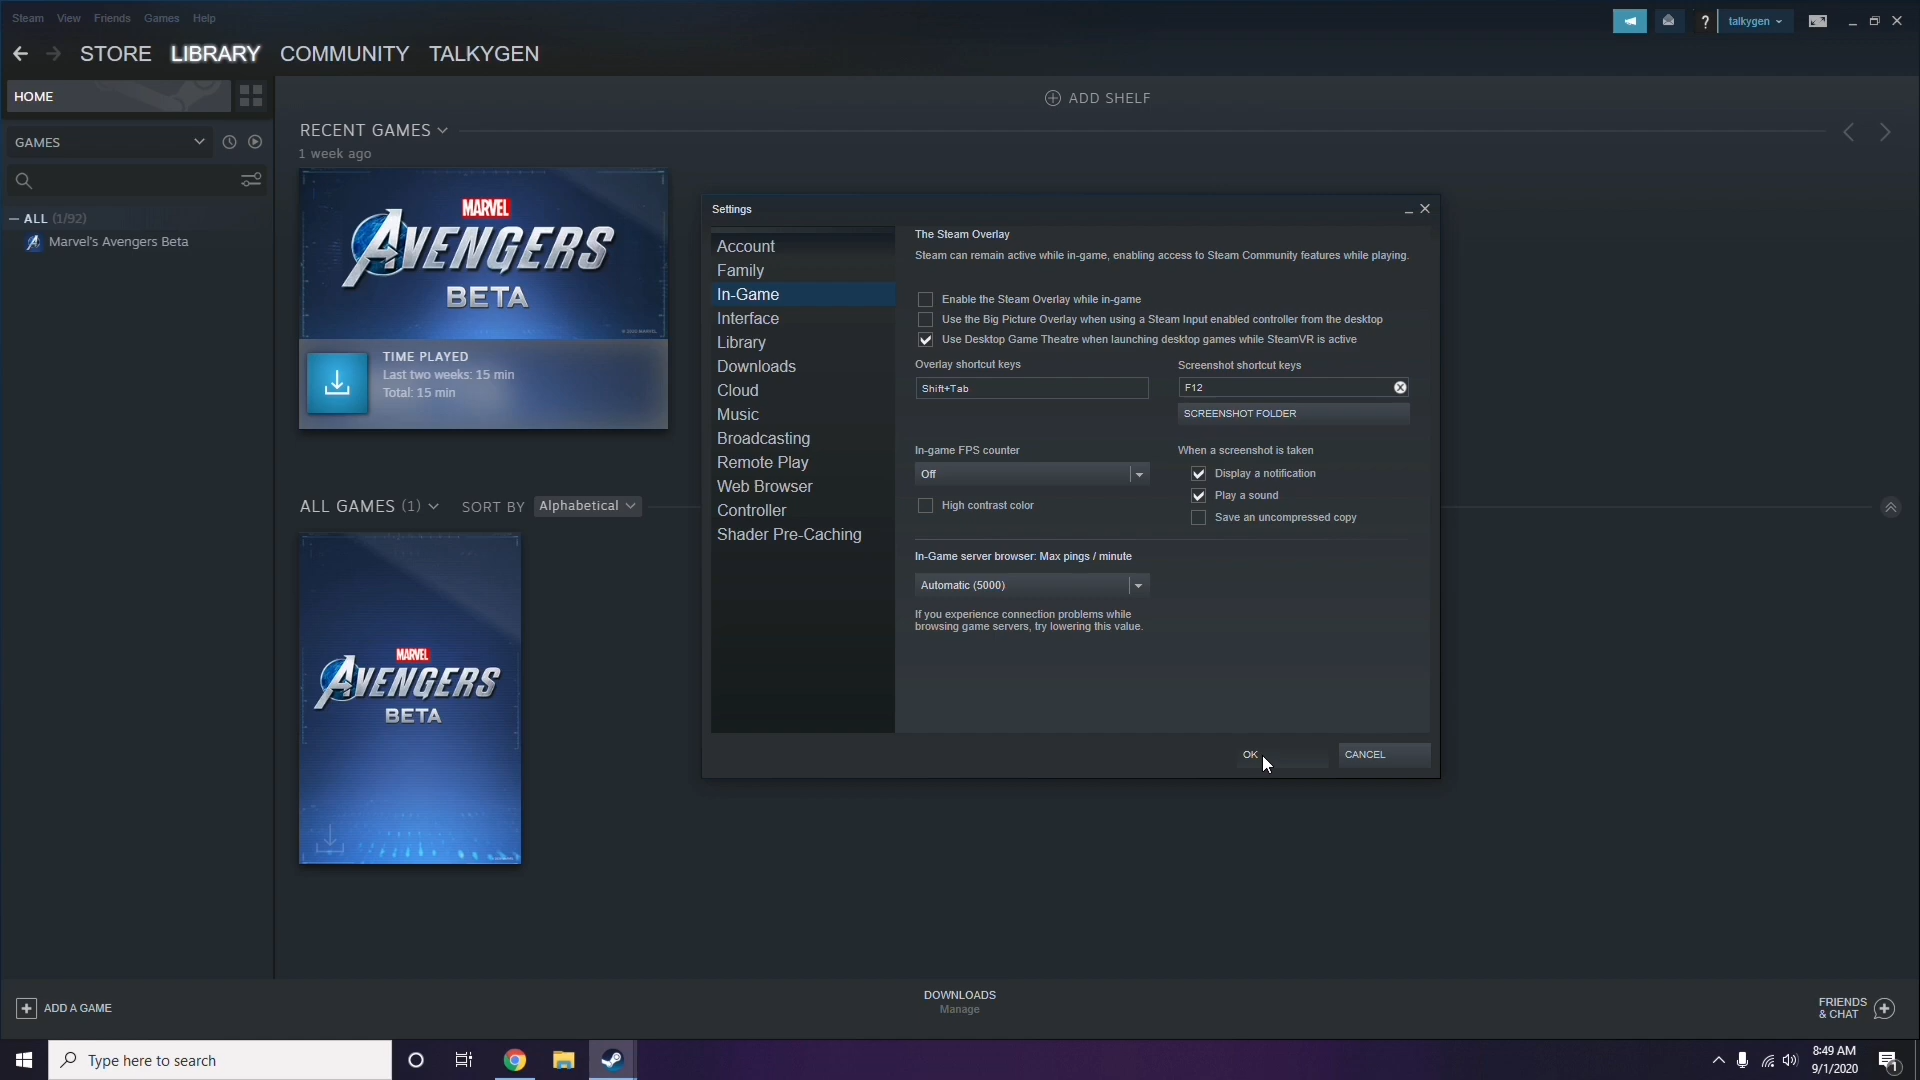 Steam View Friends Games Help
? talkygen
STORE LIBRARY COMMUNITY TALKYGEN
HOME
ADD SHELF
GAMES
RECENT GAMES
1 week ago
ALL (1/92)
Marvel's Avengers Beta
MARVEL
AVENGERS
BETA
TIME PLAYED
Last two weeks: 15 min
Total: 15 min
ALL GAMES (1) SORT BY Alphabetical
MARVEL
AVENGERS
BETA
Settings
Account
Family
In-Game
Interface
Library
Downloads
Cloud
Music
Broadcasting
Remote Play
Web Browser
Controller
Shader Pre-Caching
The Steam Overlay
Steam can remain active while in-game, enabling access to Steam Community features while playing.
Enable the Steam Overlay while in-game
Use the Big Picture Overlay when using a Steam Input enabled controller from the desktop
Use Desktop Game Theatre when launching desktop games while SteamVR is active
Overlay shortcut keys
Shift+Tab
Screenshot shortcut keys
F12
SCREENSHOT FOLDER
In-game FPS counter
Off
High contrast color
When a screenshot is taken
Display a notification
Play a sound
Save an uncompressed copy
In-Game server browser: Max pings / minute
Automatic (5000)
If you experience connection problems while
browsing game servers, try lowering this value.
OK CANCEL
ADD A GAME
DOWNLOADS
Manage
FRIENDS
& CHAT
Type here to search
8:49 AM
9/1/2020
1